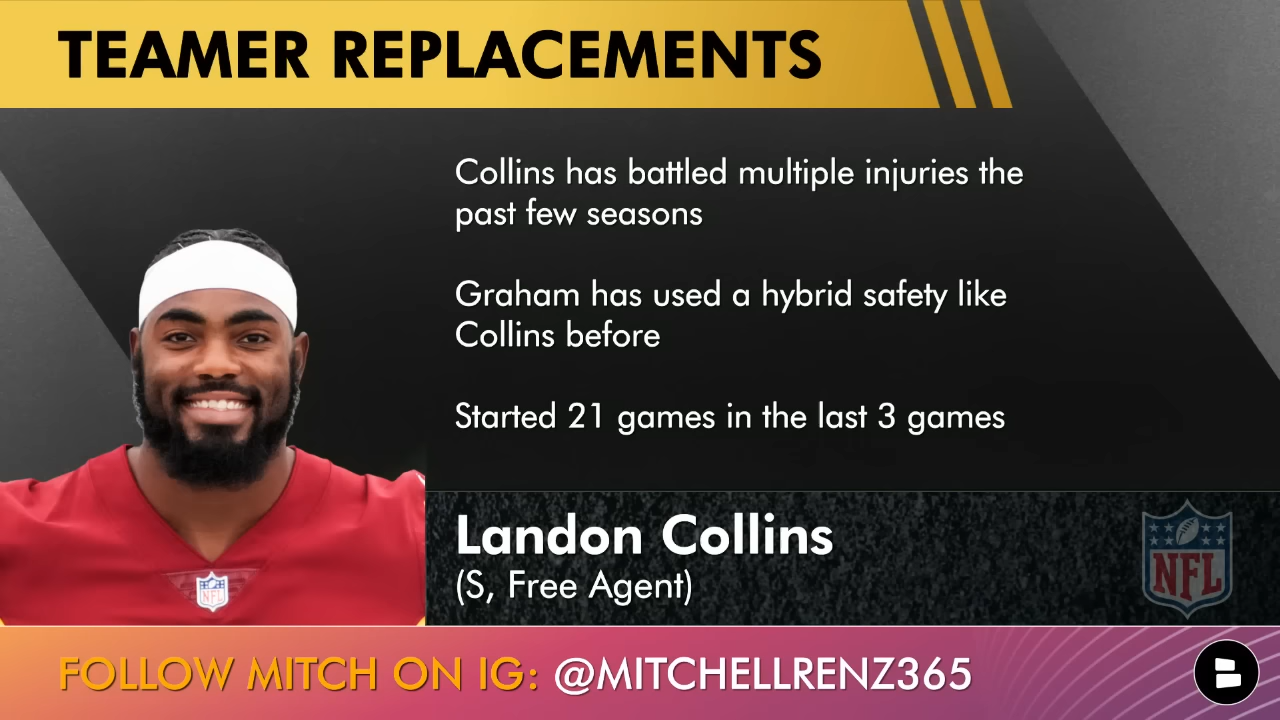 TEAMER REPLACEMENTS
Collins has battled multiple injuries the
past few seasons
Graham has used a hybrid safety like
Collins before
Started 21 games in the last 3 games
Landon Collins
(S, Free Agent)
NFL
NFL
FOLLOW MITCH ON IG: @MITCHELLRENZ365